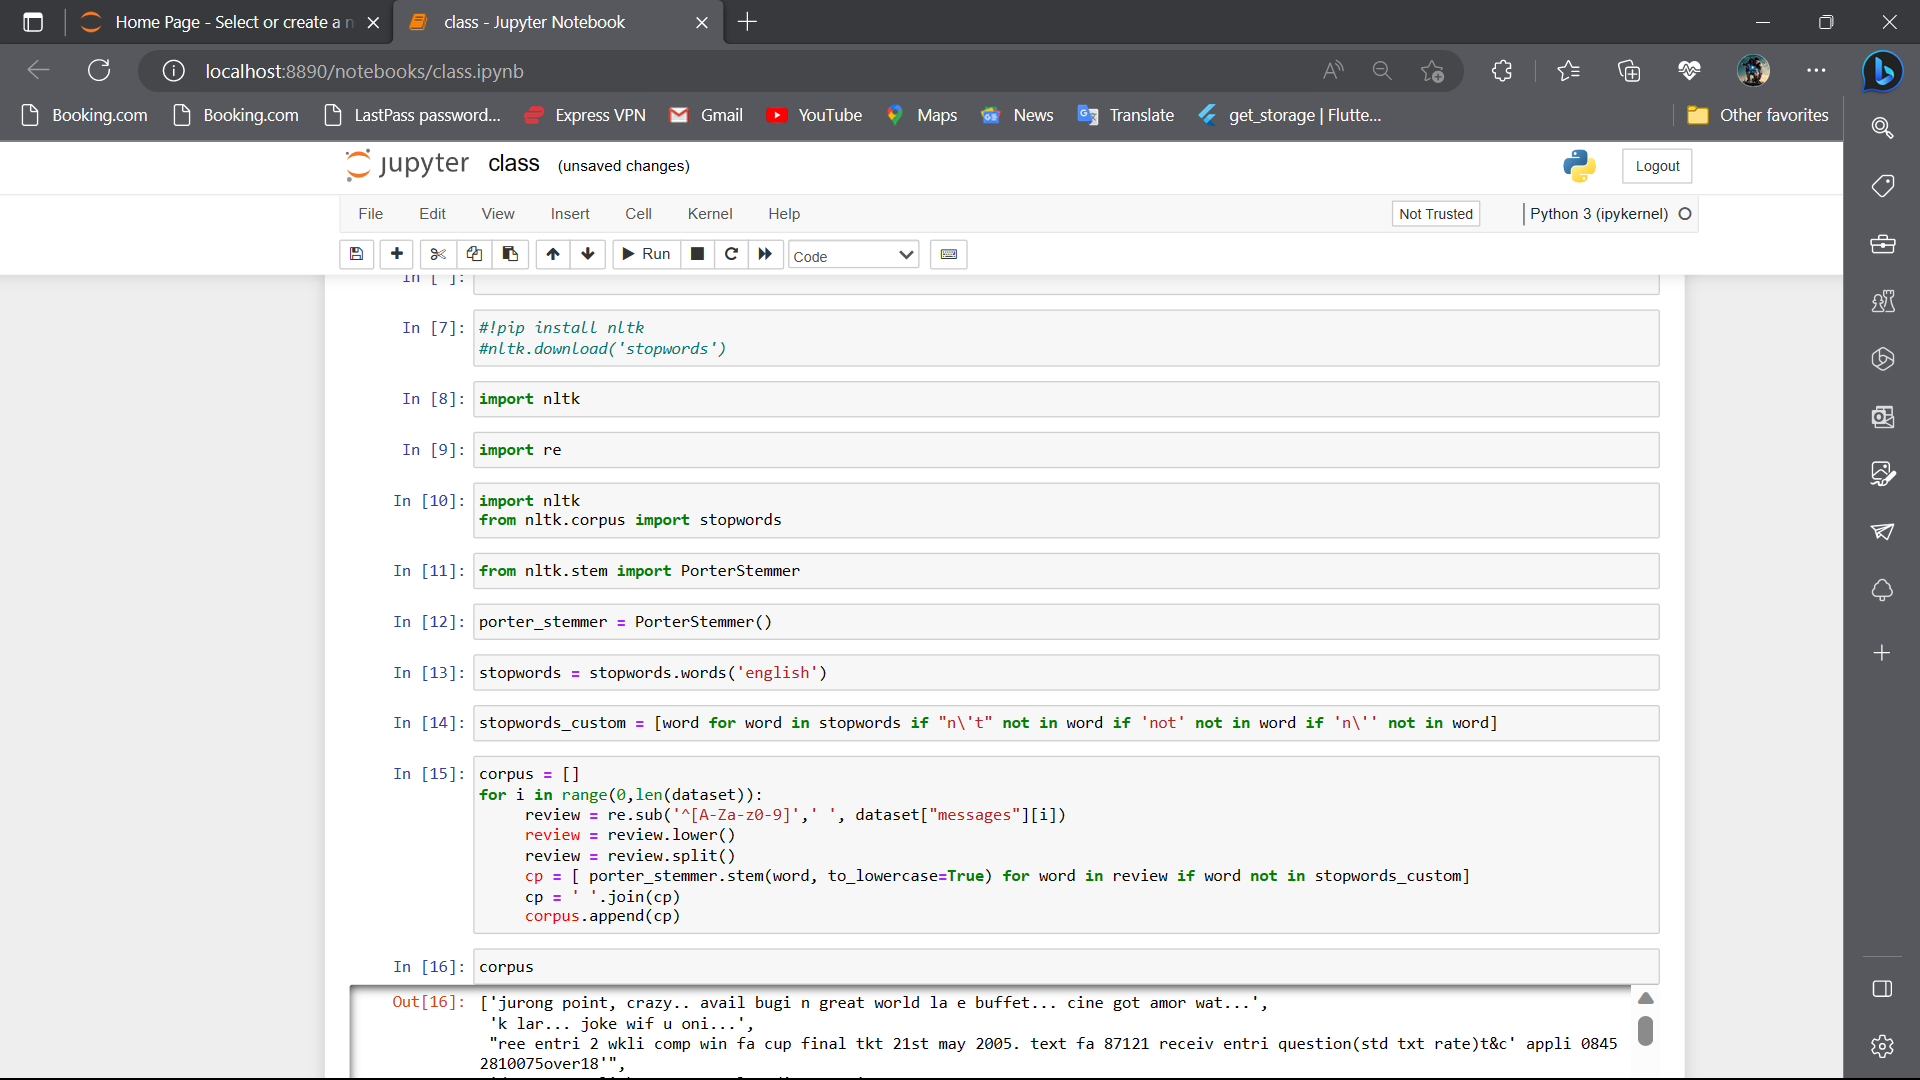 Home Page - Select or create a n
class - Jupyter Notebook
localhost:8890/notebooks/class.ipynb
Booking.com
Booking.com
LastPass password...
Express VPN
Gmail
YouTube
Maps
News
Translate
get_storage | Flutte...
Other favorites
jupyter class (unsaved changes)
Logout
File Edit View Insert Cell Kernel Help
Not Trusted
Python 3 (ipykernel)
Run
Code
In [ ]:
In [7]: #!pip install nltk
#nltk.download('stopwords')
In [8]: import nltk
In [9]: import re
In [10]: import nltk
from nltk.corpus import stopwords
In [11]: from nltk.stem import PorterStemmer
In [12]: porter_stemmer = PorterStemmer()
In [13]: stopwords = stopwords.words('english')
In [14]: stopwords_custom = [word for word in stopwords if "n\'t" not in word if 'not' not in word if 'n\'' not in word]
In [15]: corpus = []
for i in range(0,len(dataset)):
review = re.sub('^[A-Za-z0-9]',' ', dataset["messages"][i])
review = review.lower()
review = review.split()
cp = [ porter_stemmer.stem(word, to_lowercase=True) for word in review if word not in stopwords_custom]
cp = ' '.join(cp)
corpus.append(cp)
In [16]: corpus
Out[16]: ['jurong point, crazy.. avail bugi n great world la e buffet... cine got amor wat...',
'k lar... joke wif u oni...',
"ree entri 2 wkli comp win fa cup final tkt 21st may 2005. text fa 87121 receiv entri question(std txt rate)t&c' appli 0845
2810075over18'",